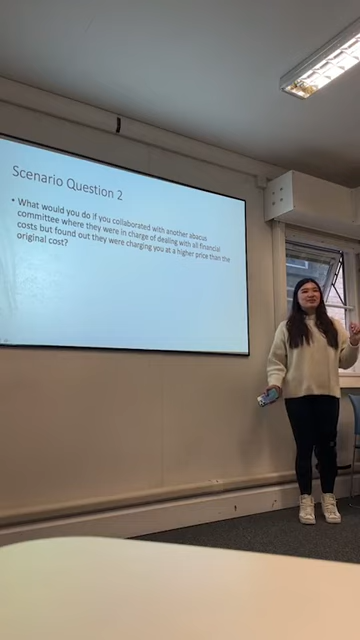 Scenario Question 2
• What would you do if you collaborated with another abacus
committee where they were in charge of dealing with all financial
costs but found out they were charging you at a higher price than the
original cost?